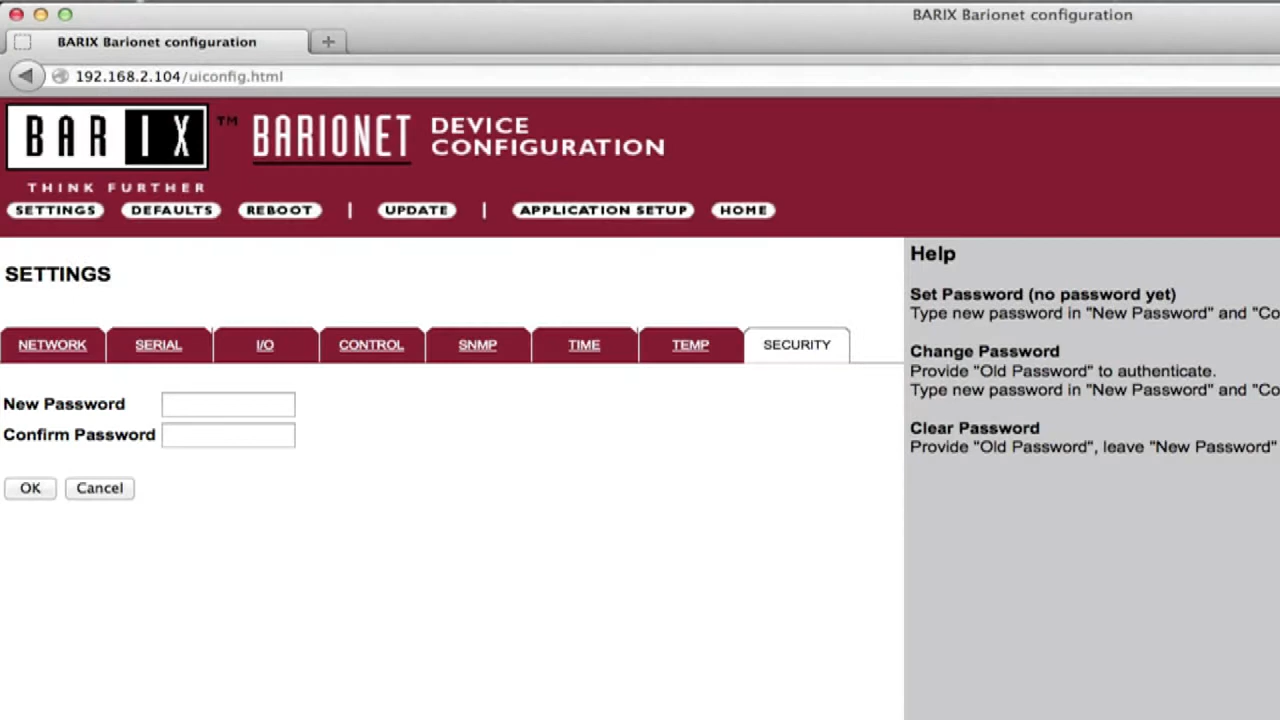 BARIX Barionet configuration
BARIX Barionet configuration
192.168.2.104/uiconfig.html
BARIX™ BARIONET DEVICE CONFIGURATION
THINK FURTHER
SETTINGS DEFAULTS REBOOT | UPDATE | APPLICATION SETUP HOME
SETTINGS
NETWORK SERIAL I/O CONTROL SNMP TIME TEMP SECURITY
New Password
Confirm Password
OK Cancel
Help
Set Password (no password yet)
Type new password in "New Password" and "Co
Change Password
Provide "Old Password" to authenticate.
Type new password in "New Password" and "Co
Clear Password
Provide "Old Password", leave "New Password"